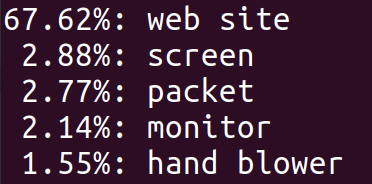 67.62%: web site
2.88%: screen
2.77%: packet
2.14%: monitor
1.55%: hand blower